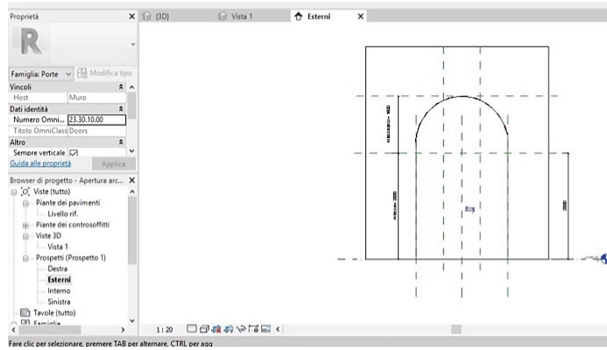 Proprietà
{3D}
Vista 1
Esterni
R
Famiglia: Porte
Modifica tipo
Vincoli
Host
Muro
Dati identità
Numero Omni...
23.30.10.00
Titolo OmniClass
Doors
Altro
Sempre verticale
Guida alle proprietà
Applica
Browser di progetto - Apertura arc...
Viste (tutto)
Piante dei pavimenti
Livello rif.
Piante dei controsoffitti
Viste 3D
Vista 1
Prospetti (Prospetto 1)
Destra
Esterni
Interno
Sinistra
Tavole (tutto)
Famiglie
1 : 20
Fare clic per selezionare, premere TAB per alternare, CTRL per agg